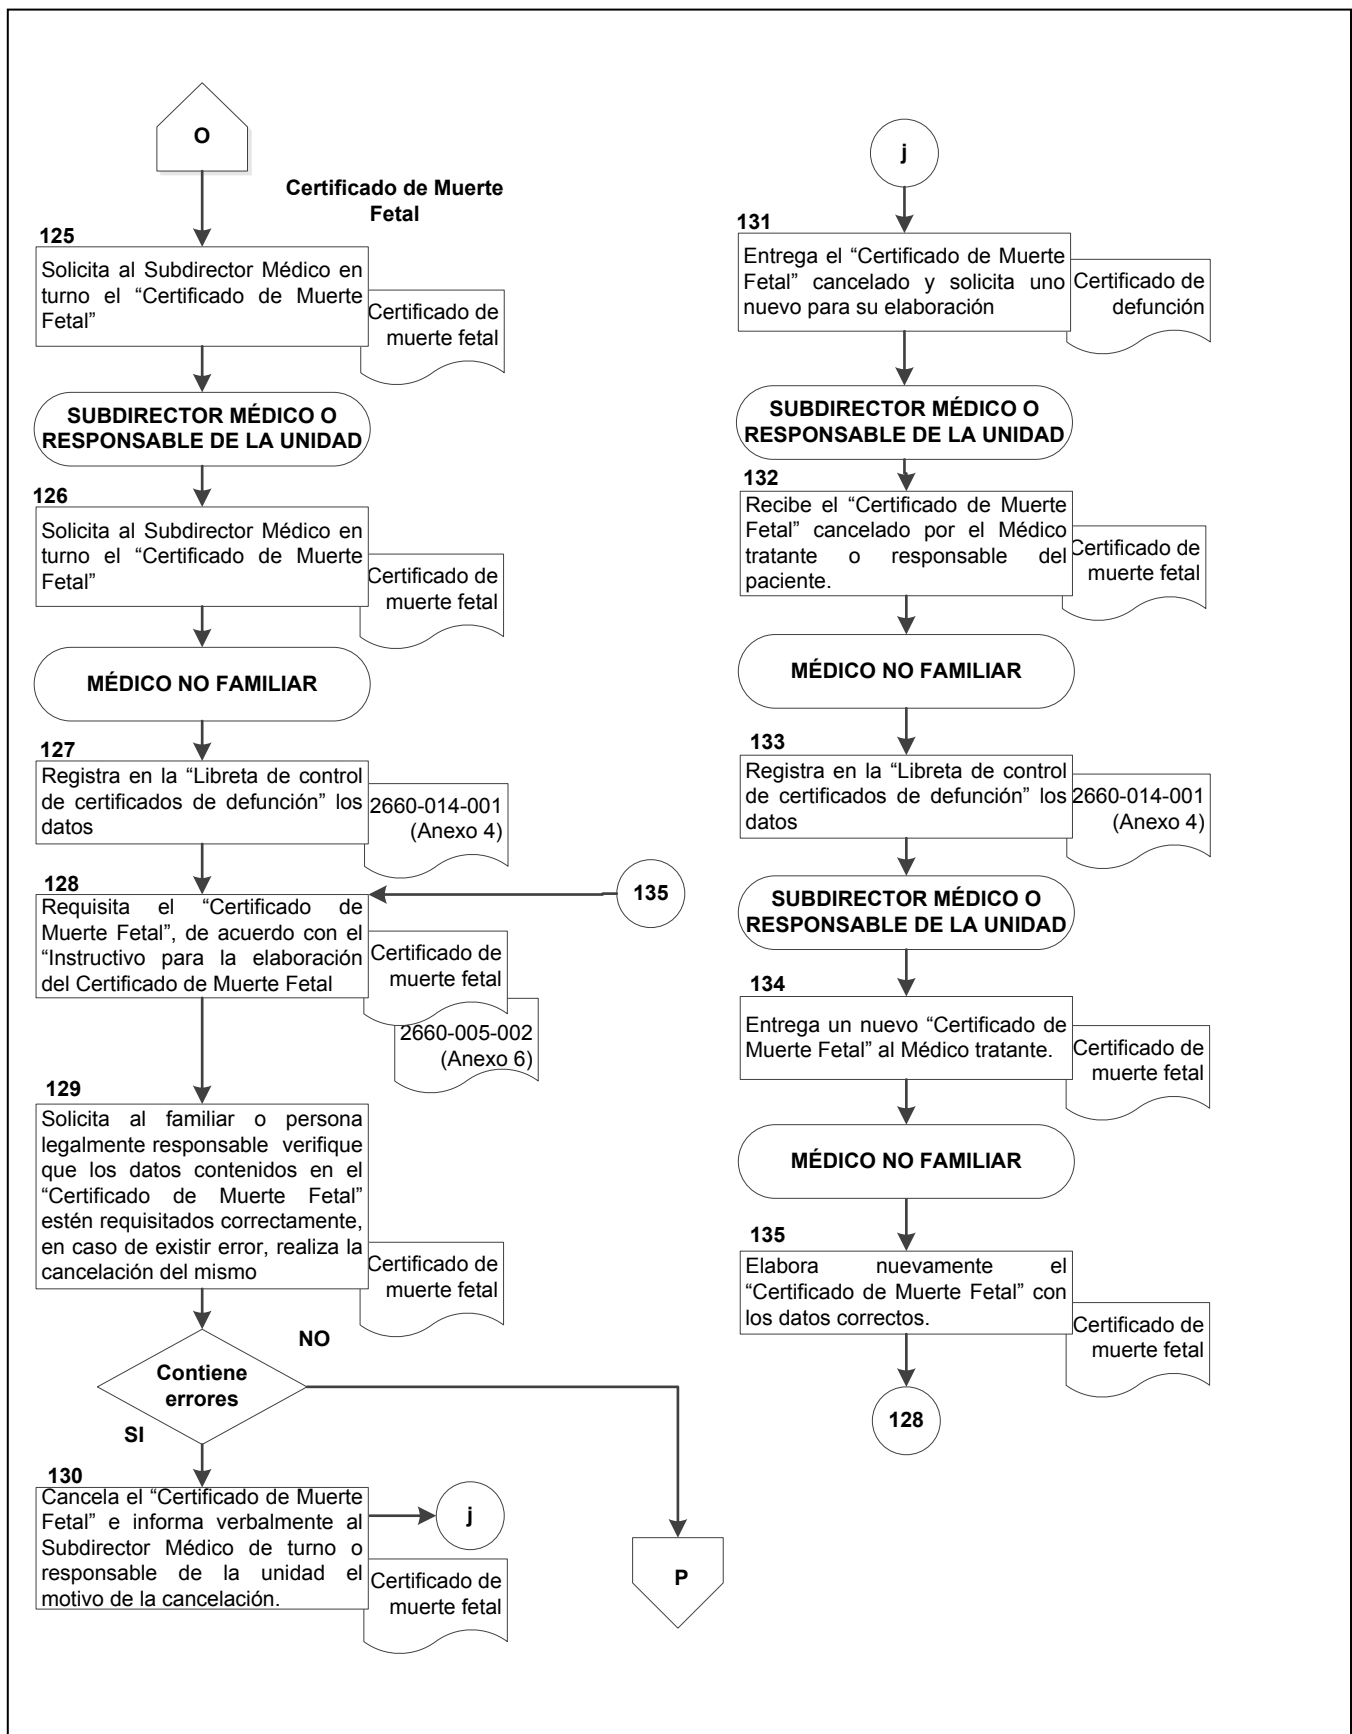 O
Certificado de Muerte
Fetal
125
Solicita al Subdirector Médico en
turno el “Certificado de Muerte
Fetal”
Certificado de
muerte fetal
SUBDIRECTOR MÉDICO O
RESPONSABLE DE LA UNIDAD
126
Solicita al Subdirector Médico en
turno el “Certificado de Muerte
Fetal”
Certificado de
muerte fetal
MÉDICO NO FAMILIAR
127
Registra en la “Libreta de control
de certificados de defunción” los
datos
2660-014-001
(Anexo 4)
128
Requisita el “Certificado de
Muerte Fetal”, de acuerdo con el
“Instructivo para la elaboración
del Certificado de Muerte Fetal
135
Certificado de
muerte fetal
2660-005-002
(Anexo 6)
129
Solicita al familiar o persona
legalmente responsable verifique
que los datos contenidos en el
“Certificado de Muerte Fetal”
estén requisitados correctamente,
en caso de existir error, realiza la
cancelación del mismo
Certificado de
muerte fetal
NO
Contiene
errores
SI
130
Cancela el “Certificado de Muerte
Fetal” e informa verbalmente al
Subdirector Médico de turno o
responsable de la unidad el
motivo de la cancelación.
j
Certificado de
muerte fetal
P
j
131
Entrega el “Certificado de Muerte
Fetal” cancelado y solicita uno
nuevo para su elaboración
Certificado de
defunción
SUBDIRECTOR MÉDICO O
RESPONSABLE DE LA UNIDAD
132
Recibe el “Certificado de Muerte
Fetal” cancelado por el Médico
tratante o responsable del
paciente.
Certificado de
muerte fetal
MÉDICO NO FAMILIAR
133
Registra en la “Libreta de control
de certificados de defunción” los
datos
2660-014-001
(Anexo 4)
SUBDIRECTOR MÉDICO O
RESPONSABLE DE LA UNIDAD
134
Entrega un nuevo “Certificado de
Muerte Fetal” al Médico tratante.
Certificado de
muerte fetal
MÉDICO NO FAMILIAR
135
Elabora nuevamente el
“Certificado de Muerte Fetal” con
los datos correctos.
Certificado de
muerte fetal
128